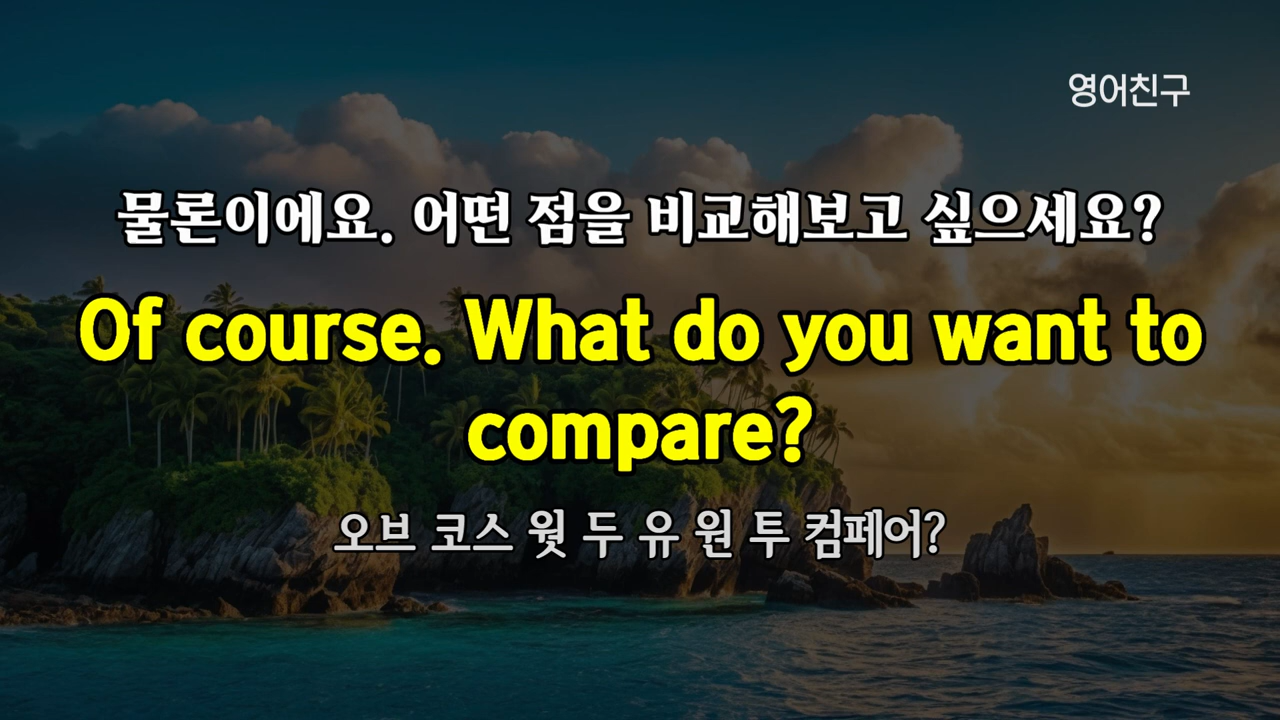 영어친구
물론이에요. 어떤 점을 비교해보고 싶으세요?
Of course. What do you want to
compare?
오브 코스 웟 두 유 원 투 컴페어?